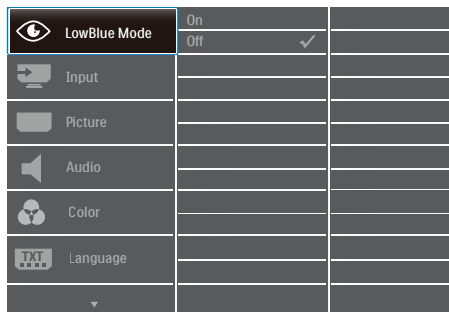 LowBlue Mode
On
Off
Input
Picture
Audio
Color
TXT
Language